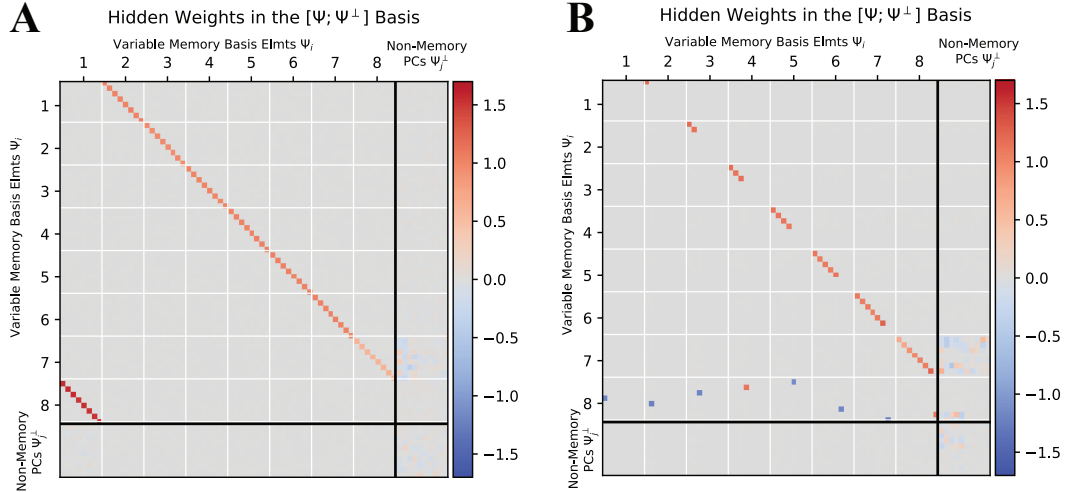 A
Hidden Weights in the [Ψ; Ψ⊥] Basis
Variable Memory Basis Elmts Ψi
Non-Memory
PCs Ψj⊥
1 2 3 4 5 6 7 8
Variable Memory Basis Elmts Ψi
1
2
3
4
5
6
7
8
Non-Memory
PCs Ψj⊥
1.5
1.0
0.5
0.0
−0.5
−1.0
−1.5
B
Hidden Weights in the [Ψ; Ψ⊥] Basis
Variable Memory Basis Elmts Ψi
Non-Memory
PCs Ψj⊥
1 2 3 4 5 6 7 8
Variable Memory Basis Elmts Ψi
1
2
3
4
5
6
7
8
Non-Memory
PCs Ψj⊥
1.5
1.0
0.5
0.0
−0.5
−1.0
−1.5